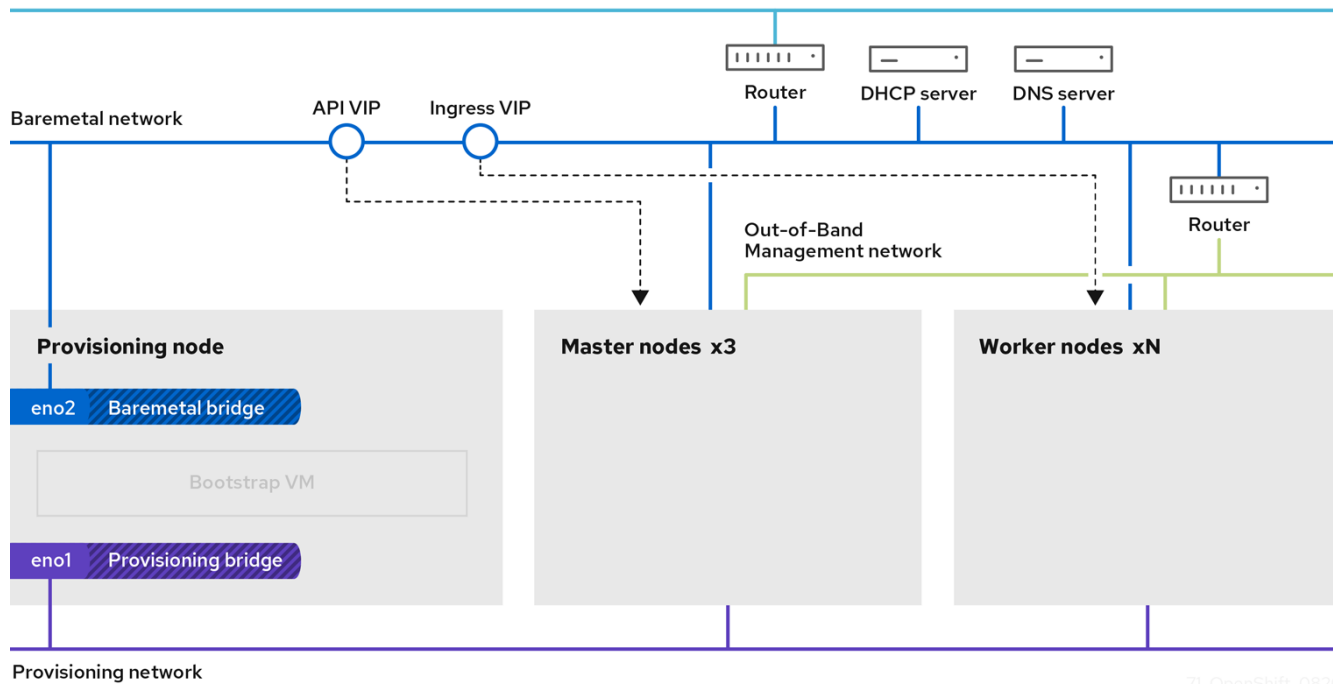 Router
DHCP server
DNS server
API VIP
Ingress VIP
Baremetal network
Router
Out-of-Band
Management network
Provisioning node
Master nodes x3
Worker nodes xN
eno2
Baremetal bridge
Bootstrap VM
eno1
Provisioning bridge
Provisioning network